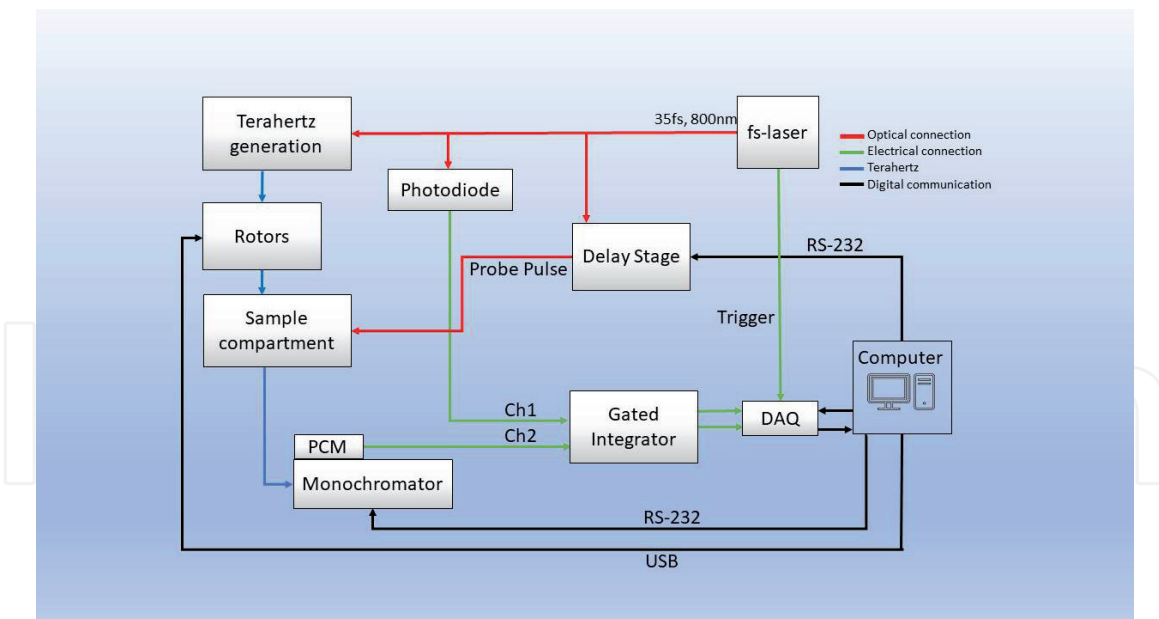 35fs, 800nm
Terahertz
generation
fs-laser
Optical connection
Electrical connection
Terahertz
Digital communication
Photodiode
Rotors
Delay Stage
RS-232
Probe Pulse
Sample
compartment
Trigger
Computer
Ch1
Gated
Integrator
DAQ
Ch2
PCM
Monochromator
RS-232
USB